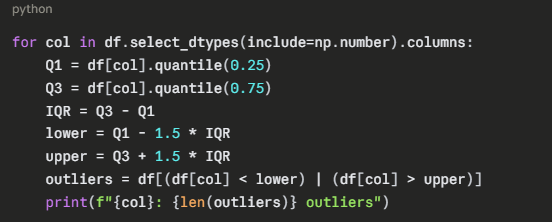 python
for col in df.select_dtypes(include=np.number).columns:
    Q1 = df[col].quantile(0.25)
    Q3 = df[col].quantile(0.75)
    IQR = Q3 - Q1
    lower = Q1 - 1.5 * IQR
    upper = Q3 + 1.5 * IQR
    outliers = df[(df[col] < lower) | (df[col] > upper)]
    print(f"{col}: {len(outliers)} outliers")